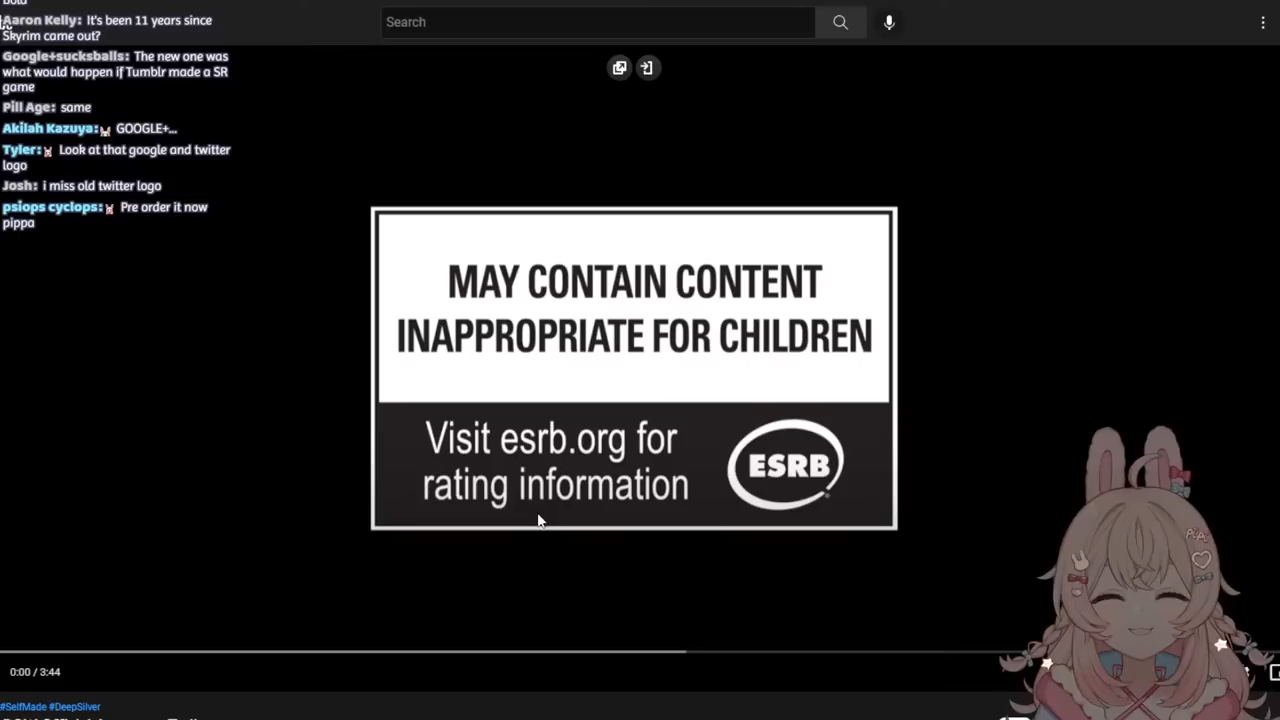 Aaron Kelly: It's been 11 years since
Skyrim came out?
Google+sucksballs: The new one was
what would happen if Tumblr made a SR
game
Pill Age: same
Akilah Kazuya: GOOGLE+...
Tyler: Look at that google and twitter
logo
Josh: i miss old twitter logo
psiops cyclops: Pre order it now
pippa
Search
MAY CONTAIN CONTENT
INAPPROPRIATE FOR CHILDREN
Visit esrb.org for
rating information
ESRB
0:00 / 3:44
#SelfMade #DeepSilver